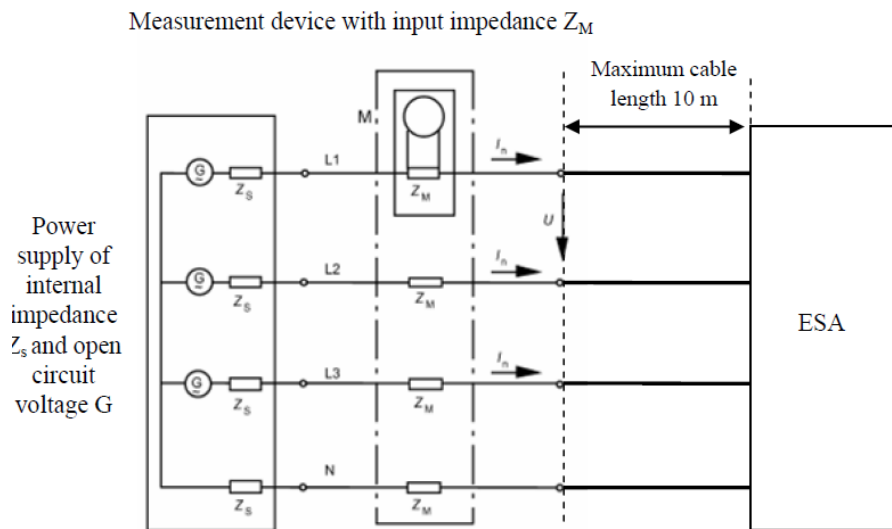 Measurement device with input impedance Z_M
Maximum cable
length 10 m
M
G
Z_S
L1
Z_M
I_n
U
Power
supply of
internal
impedance
Z_s and open
circuit
voltage G
G
Z_S
L2
Z_M
I_n
ESA
G
Z_S
L3
Z_M
I_n
Z_S
N
Z_M